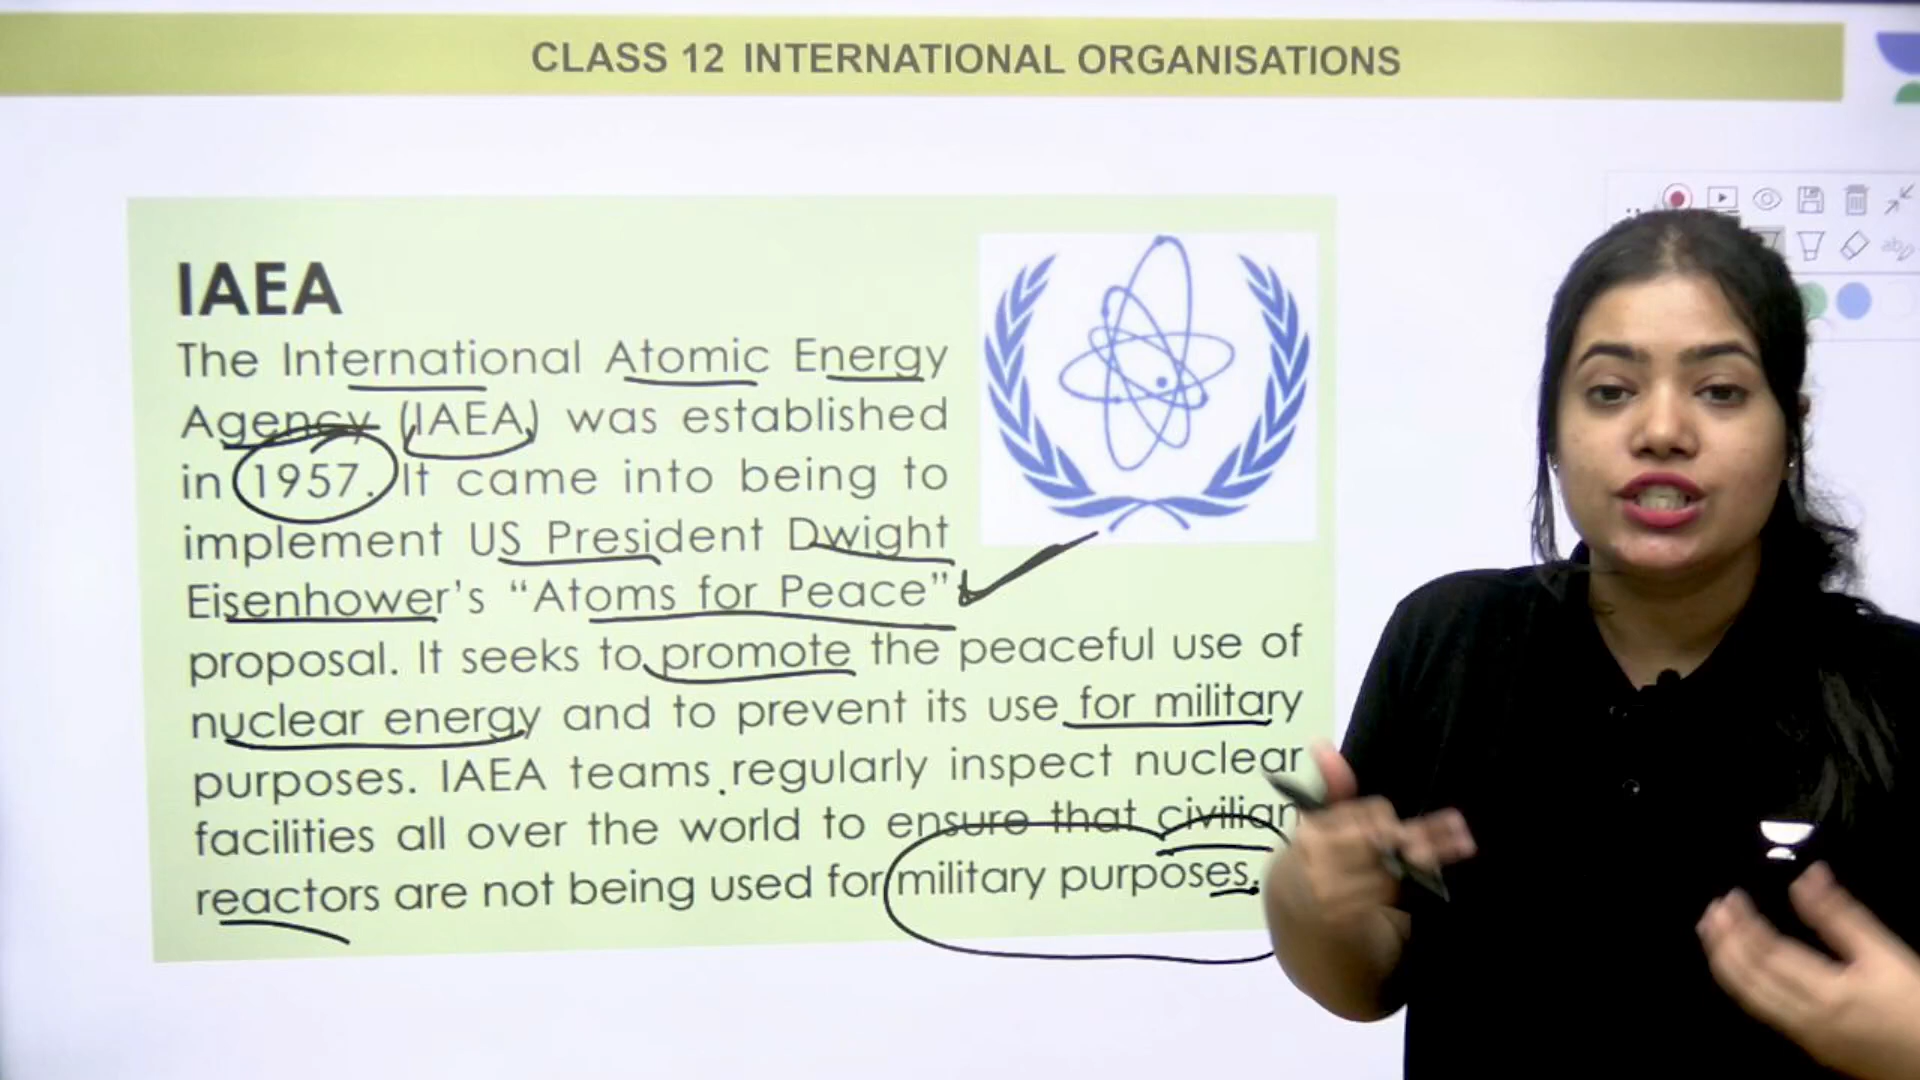 CLASS 12 INTERNATIONAL ORGANISATIONS
IAEA
The International Atomic Energy
Agency (IAEA) was established
in 1957. It came into being to
implement US President Dwight
Eisenhower's “Atoms for Peace”
proposal. It seeks to promote the peaceful use of
nuclear energy and to prevent its use for military
purposes. IAEA teams regularly inspect nuclear
facilities all over the world to ensure that civilian
reactors are not being used for military purposes.